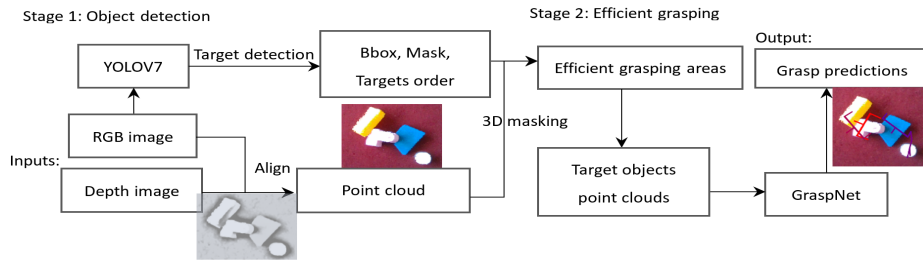 Stage 1: Object detection
YOLOV7
Target detection
Bbox, Mask,
Targets order
RGB image
Inputs:
Depth image
Align
Point cloud
3D masking
Stage 2: Efficient grasping
Efficient grasping areas
Target objects
point clouds
GraspNet
Output:
Grasp predictions